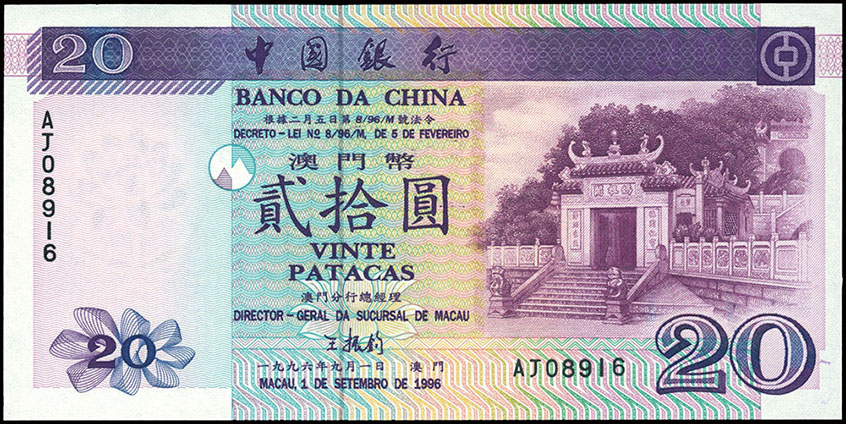 20 中國銀行
BANCO DA CHINA
根據二月五日第8/96/M號法令
DECRETO-LEI Nº 8/96/M, DE 5 DE FEVEREIRO
澳門幣
貳拾圓
VINTE
PATACAS
澳門分行總經理
DIRECTOR-GERAL DA SUCURSAL DE MACAU
王振鈞
一九九六年九月一日 澳門
MACAU, 1 DE SETEMBRO DE 1996
AJ08916
20
AJ08916
20